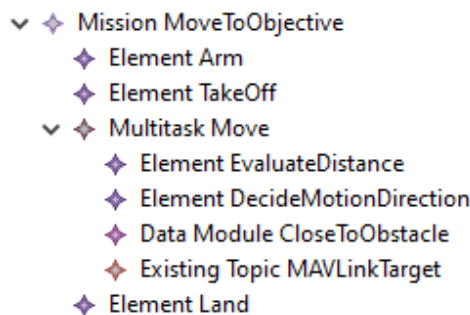 Mission MoveToObjective
Element Arm
Element TakeOff
Multitask Move
Element EvaluateDistance
Element DecideMotionDirection
Data Module CloseToObstacle
Existing Topic MAVLinkTarget
Element Land